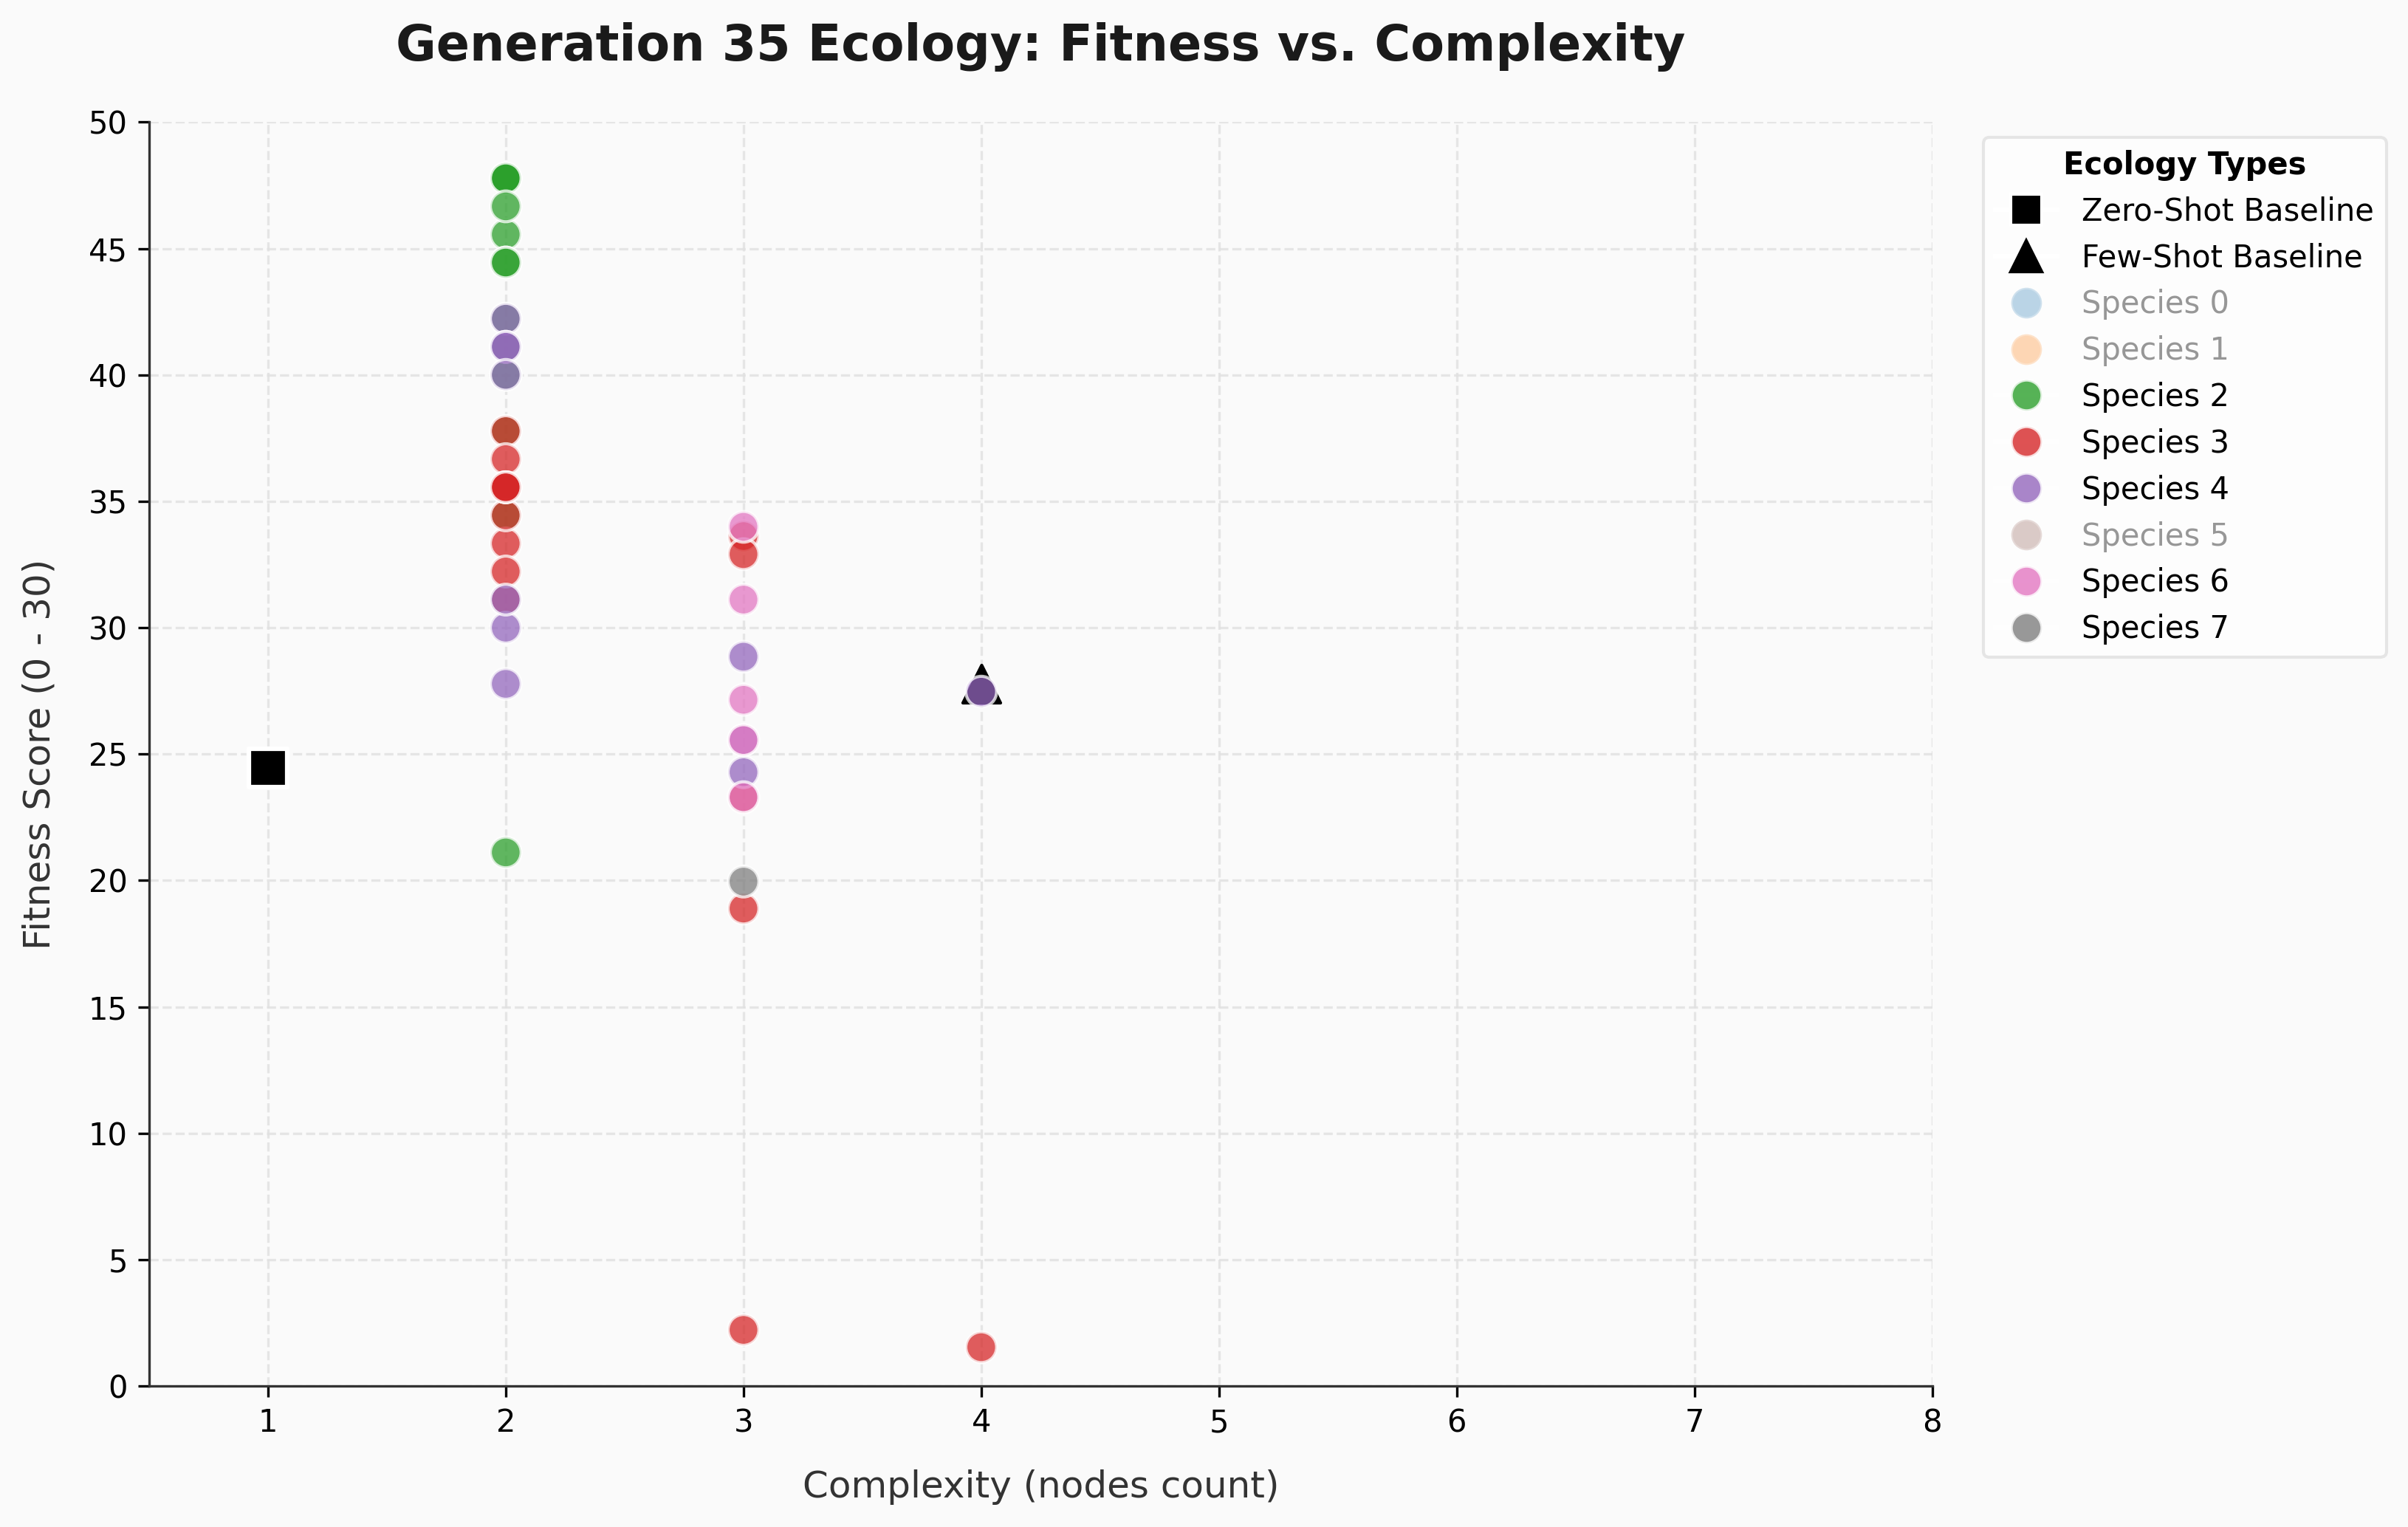 Generation 35 Ecology: Fitness vs. Complexity
Fitness Score (0 - 30)
50
45
40
35
30
25
20
15
10
5
0
1 2 3 4 5 6 7 8
Complexity (nodes count)
Ecology Types
Zero-Shot Baseline
Few-Shot Baseline
Species 0
Species 1
Species 2
Species 3
Species 4
Species 5
Species 6
Species 7